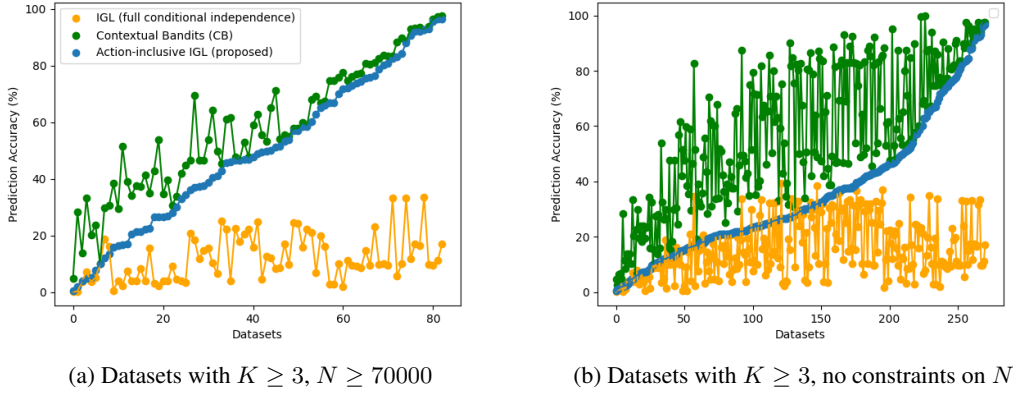 IGL (full conditional independence)
Contextual Bandits (CB)
Action-inclusive IGL (proposed)
100
80
60
40
20
0
Prediction Accuracy (%)
0 20 40 60 80
Datasets
(a) Datasets with K ≥ 3, N ≥ 70000
100
80
60
40
20
0
Prediction Accuracy (%)
0 50 100 150 200 250
Datasets
(b) Datasets with K ≥ 3, no constraints on N